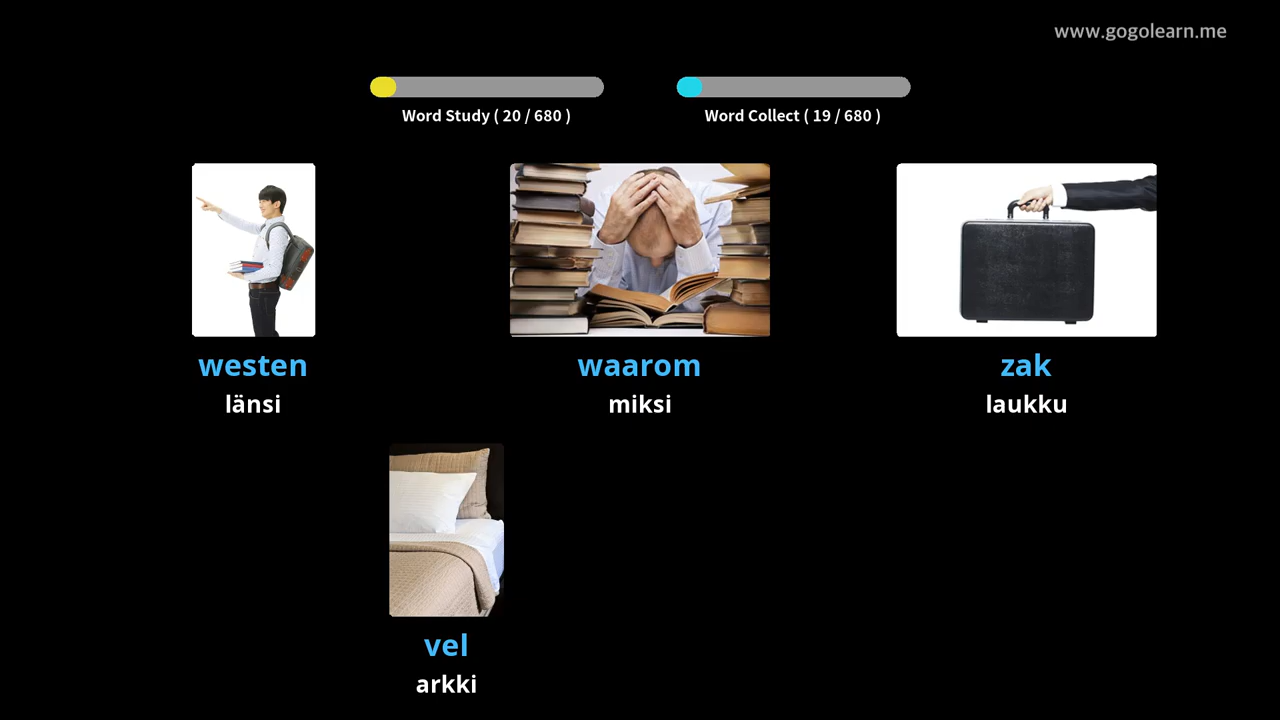 www.gogolearn.me
Word Study ( 20 / 680 )
Word Collect ( 19 / 680 )
westen
länsi
waarom
miksi
zak
laukku
vel
arkki